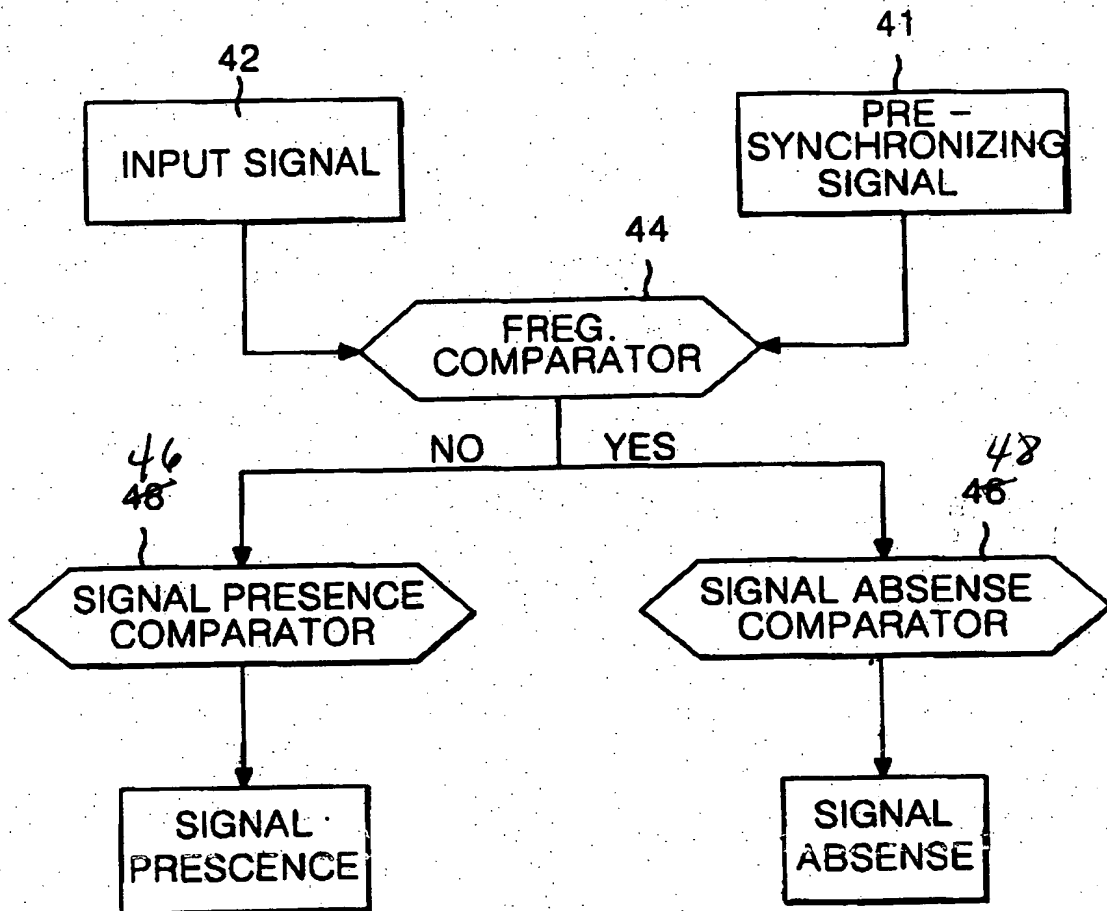 42
INPUT SIGNAL
41
PRE -
SYNCHRONIZING
SIGNAL
44
FREG.
COMPARATOR
NO
YES
46
48
SIGNAL PRESENCE
COMPARATOR
48
46
SIGNAL ABSENSE
COMPARATOR
SIGNAL
PRESCENCE
SIGNAL
ABSENSE